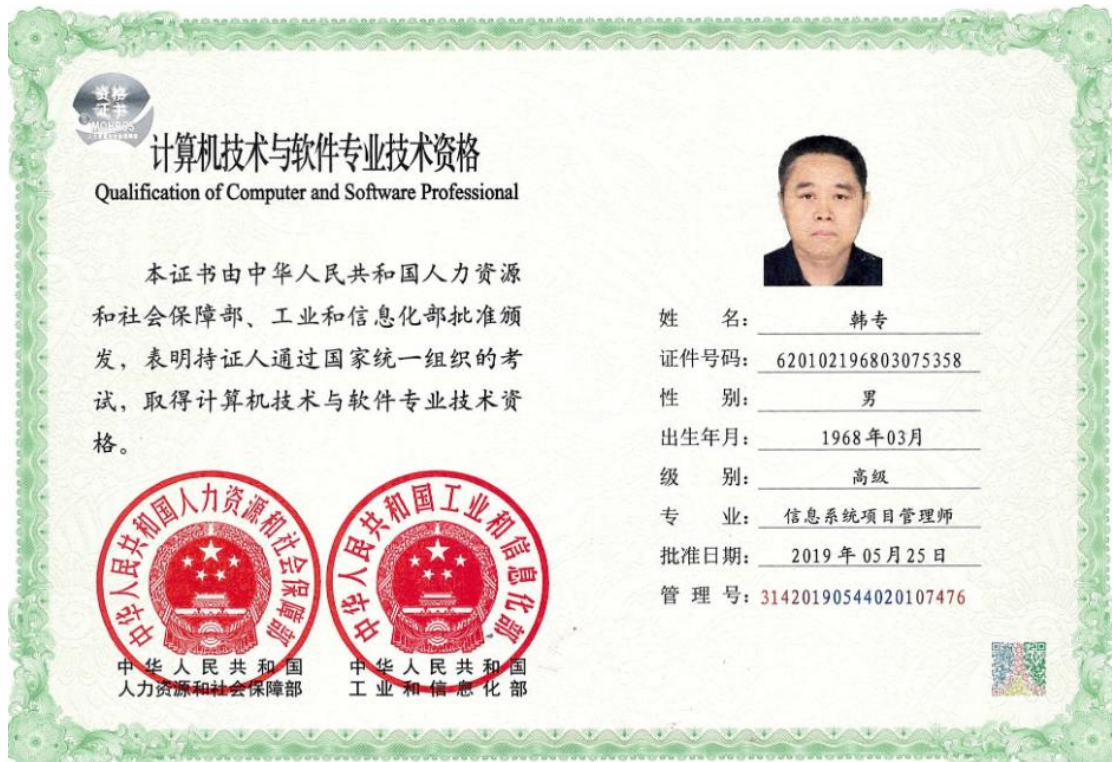 资格
证书
MOHRSS
计算机技术与软件专业技术资格
Qualification of Computer and Software Professional
本证书由中华人民共和国人力资源
和社会保障部、工业和信息化部批准颁
发，表明持证人通过国家统一组织的考
试，取得计算机技术与软件专业技术资
格。
中华人民共和国人力资源和社会保障部
中华人民共和国工业和信息化部
中华人民共和国
人力资源和社会保障部
中华人民共和国
工业和信息化部
姓 名： 韩专
证件号码： 620102196803075358
性 别： 男
出生年月： 1968年03月
级 别： 高级
专 业： 信息系统项目管理师
批准日期： 2019年05月25日
管 理 号：31420190544020107476